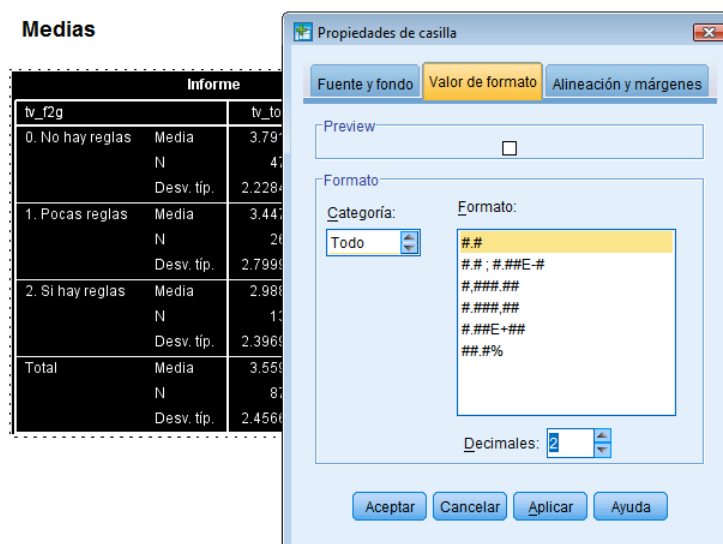 Medias
Informe
tv_f2g tv_to
0. No hay reglas Media 3.791
N 47
Desv. típ. 2.2284
1. Pocas reglas Media 3.447
N 26
Desv. típ. 2.7999
2. Si hay reglas Media 2.988
N 13
Desv. típ. 2.3969
Total Media 3.559
N 87
Desv. típ. 2.4566
Propiedades de casilla
Fuente y fondo Valor de formato Alineación y márgenes
Preview
Formato
Categoría: Formato:
Todo
#.#
#.# ; #.##E-#
#,###.##
#.###,##
#.##E+##
##.#%
Decimales: 2
Aceptar Cancelar Aplicar Ayuda